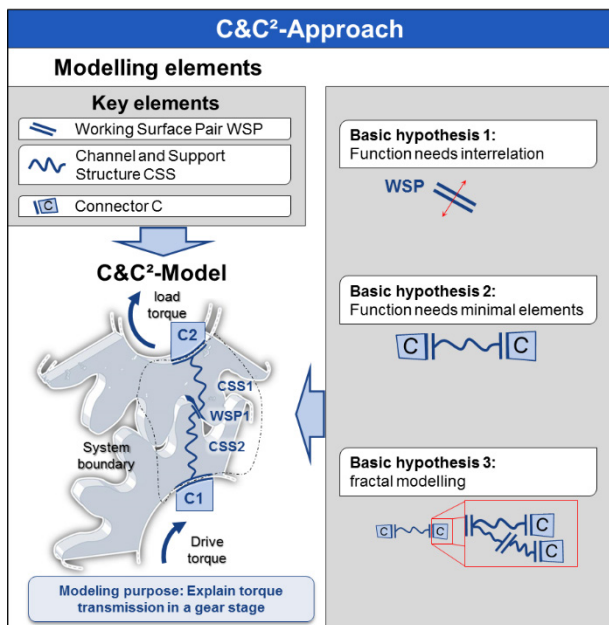 C&C²-Approach
Modelling elements
Key elements
Working Surface Pair WSP
Channel and Support
Structure CSS
C
Connector C
C&C²-Model
load
torque
C2
CSS1
WSP1
CSS2
System
boundary
C1
Drive
torque
Modeling purpose: Explain torque
transmission in a gear stage
Basic hypothesis 1:
Function needs interrelation
WSP
Basic hypothesis 2:
Function needs minimal elements
C C
Basic hypothesis 3:
fractal modelling
C C C
C